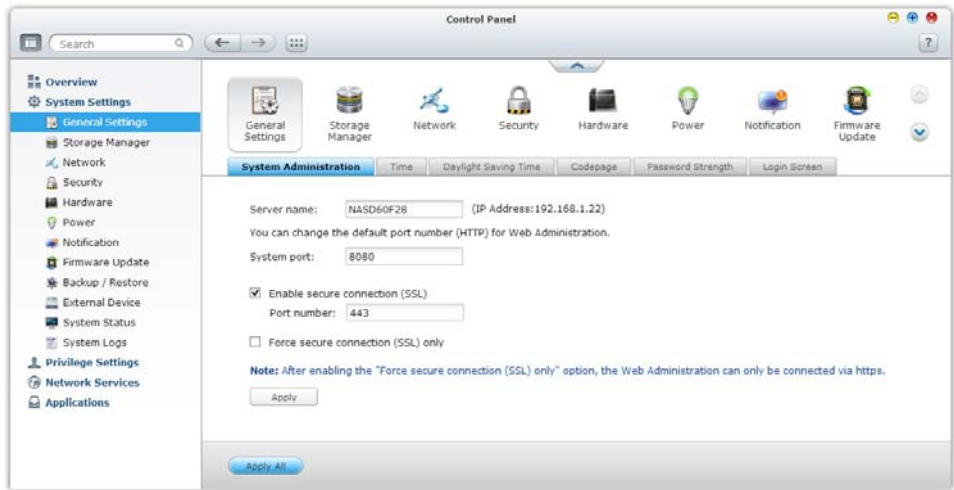 Control Panel
Search
?
Overview
System Settings
General Settings
Storage Manager
Network
Security
Hardware
Power
Notification
Firmware Update
Backup / Restore
External Device
System Status
System Logs
Privilege Settings
Network Services
Applications
General
Settings
Storage
Manager
Network
Security
Hardware
Power
Notification
Firmware
Update
System Administration Time Daylight Saving Time Codepage Password Strength Login Screen
Server name: NASD60F28 (IP Address:192.168.1.22)
You can change the default port number (HTTP) for Web Administration.
System port: 8080
Enable secure connection (SSL)
Port number: 443
Force secure connection (SSL) only
Note: After enabling the "Force secure connection (SSL) only" option, the Web Administration can only be connected via https.
Apply
Apply All